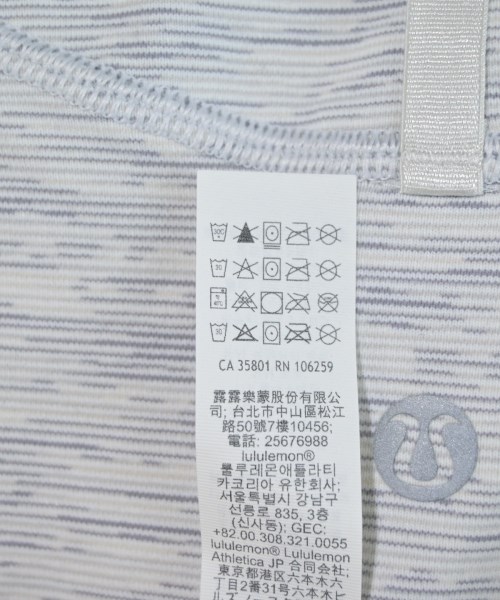 CA 35801 RN 106259
露露樂蒙股份有限公
司; 台北市中山區松江
路50號7樓10456;
電話: 25676988
lululemon®
룰루레몬애틀라티
카코리아 유한회사;
서울특별시 강남구
선릉로 835, 3층
(신사동); GEC;
+82.00.308.321.0055
lululemon® Lululemon
Athletica JP 合同会社;
東京都港区六本木六
丁目2番31号六本木ヒ